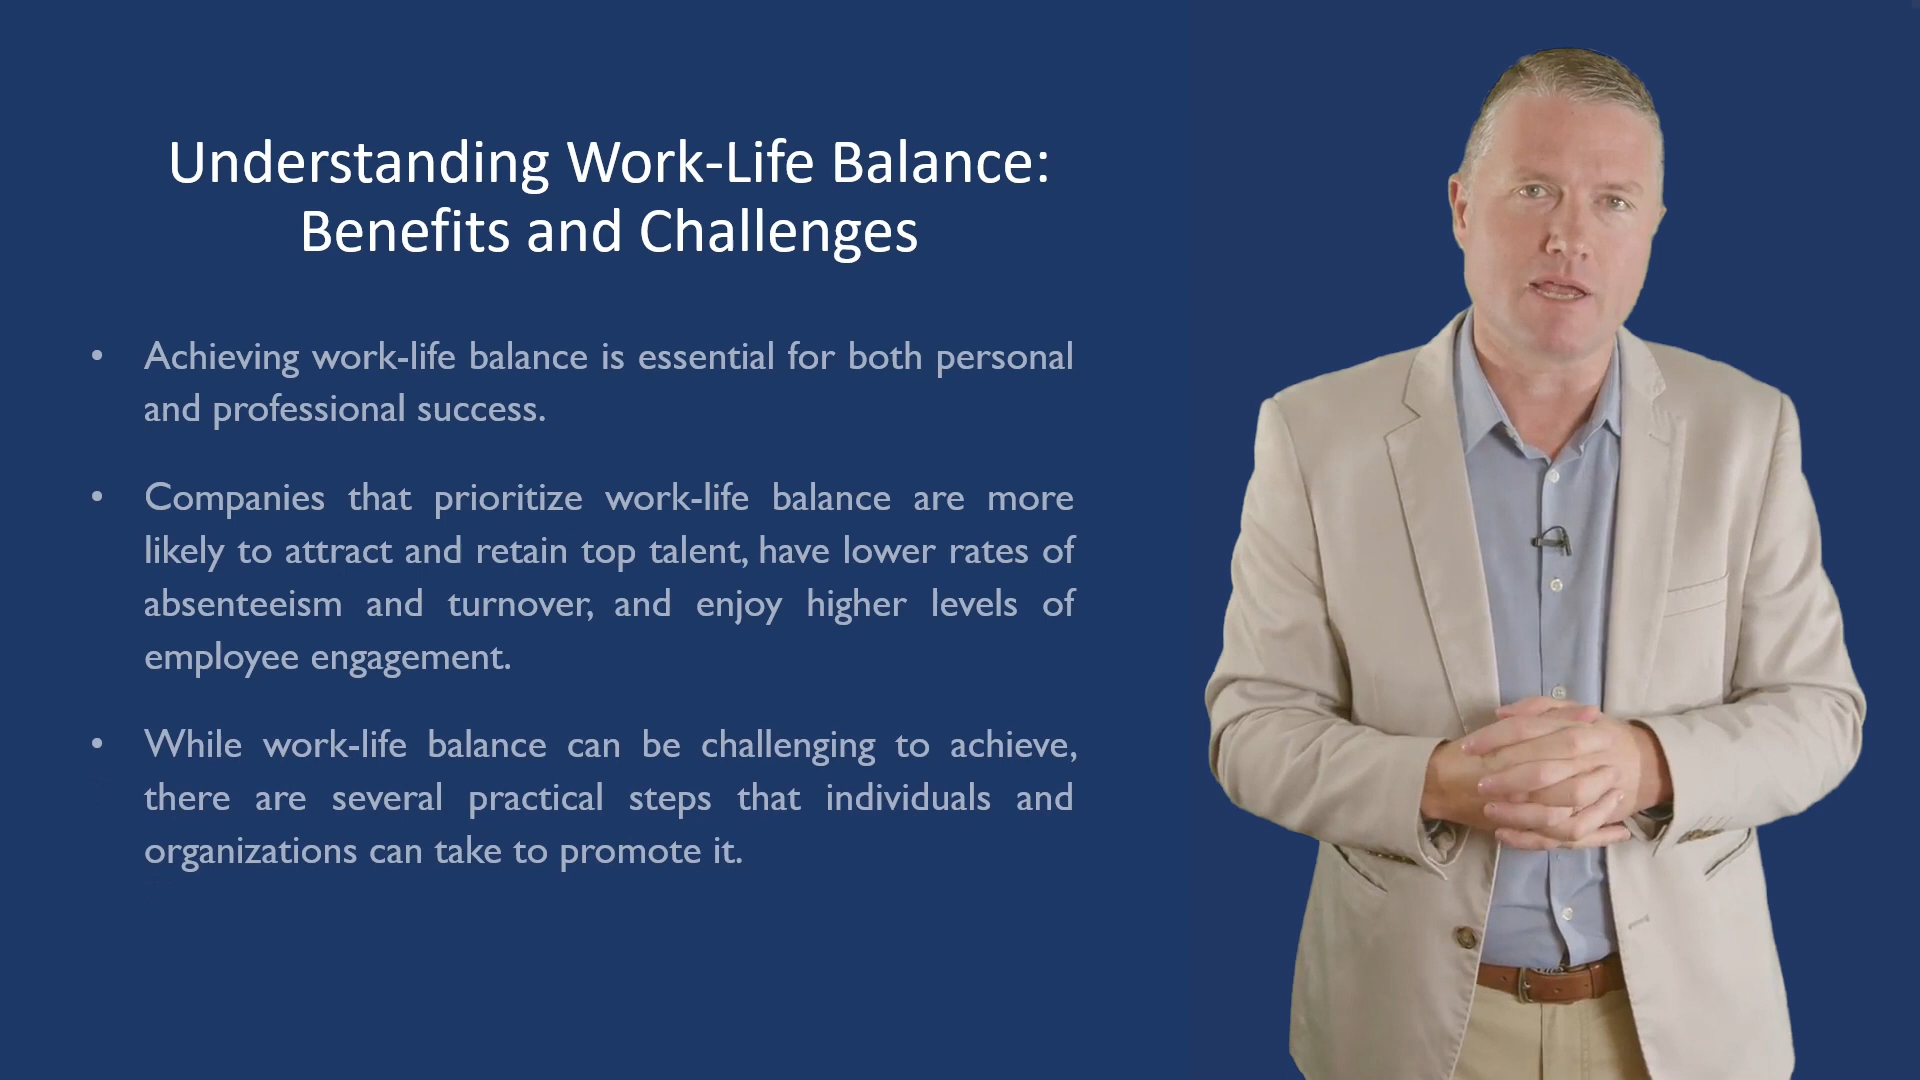 Understanding Work-Life Balance:
Benefits and Challenges
• Achieving work-life balance is essential for both personal
and professional success.
• Companies that prioritize work-life balance are more
likely to attract and retain top talent, have lower rates of
absenteeism and turnover, and enjoy higher levels of
employee engagement.
• While work-life balance can be challenging to achieve,
there are several practical steps that individuals and
organizations can take to promote it.